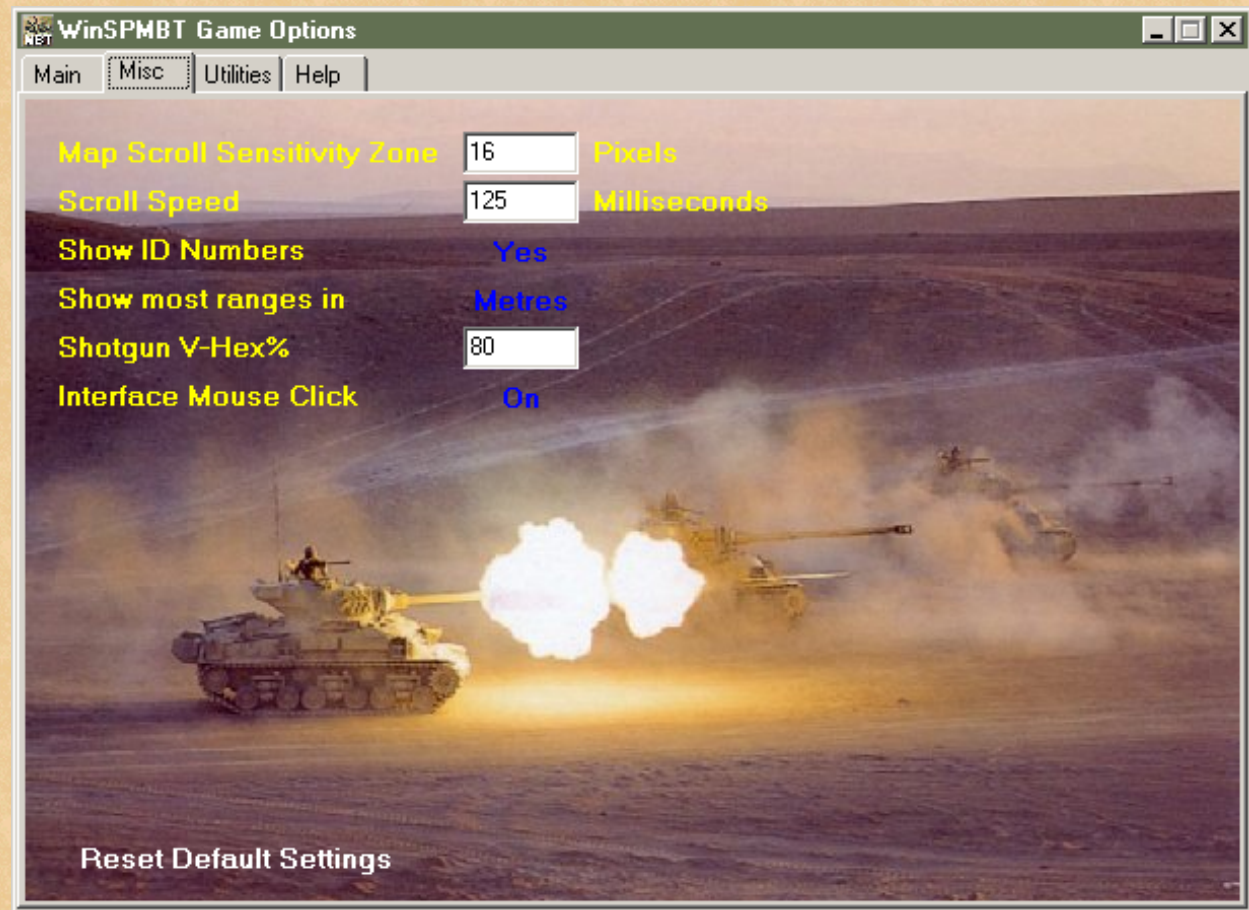 WinSPMBT Game Options
Main Misc Utilities Help
Map Scroll Sensitivity Zone 16 Pixels
Scroll Speed 125 Milliseconds
Show ID Numbers Yes
Show most ranges in Metres
Shotgun V-Hex% 80
Interface Mouse Click On
Reset Default Settings